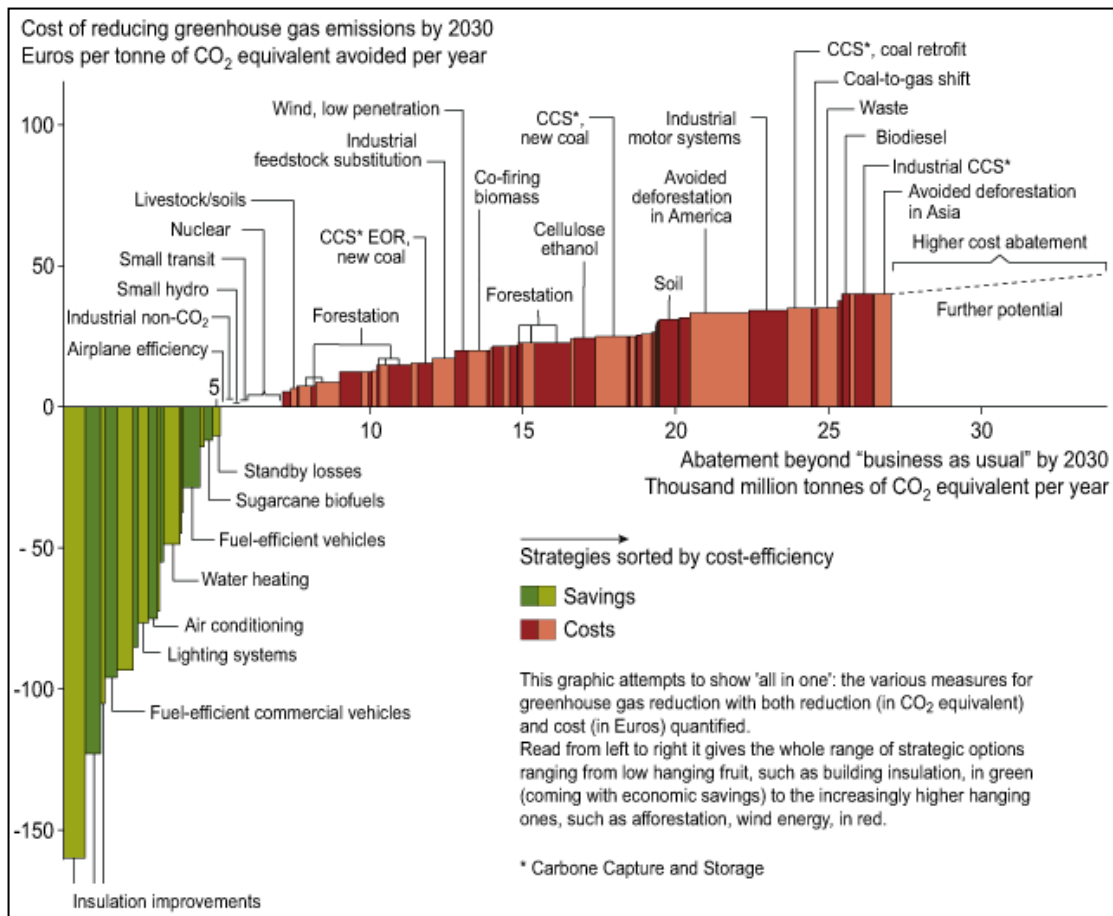 Cost of reducing greenhouse gas emissions by 2030
Euros per tonne of CO2 equivalent avoided per year
CCS*, coal retrofit
Coal-to-gas shift
Waste
Biodiesel
Industrial CCS*
Avoided deforestation
in Asia
Higher cost abatement
Further potential
Wind, low penetration
Industrial
feedstock substitution
CCS*,
new coal
Industrial
motor systems
Co-firing
biomass
Avoided
deforestation
in America
Livestock/soils
Nuclear
CCS* EOR,
new coal
Cellulose
ethanol
Small transit
Small hydro
Industrial non-CO2
Airplane efficiency
Forestation
Forestation
Soil
100
50
0
- 50
-100
-150
5
10
15
20
25
30
Abatement beyond “business as usual” by 2030
Thousand million tonnes of CO2 equivalent per year
Standby losses
Sugarcane biofuels
Fuel-efficient vehicles
Water heating
Air conditioning
Lighting systems
Fuel-efficient commercial vehicles
Insulation improvements
Strategies sorted by cost-efficiency
Savings
Costs
This graphic attempts to show 'all in one': the various measures for
greenhouse gas reduction with both reduction (in CO2 equivalent)
and cost (in Euros) quantified.
Read from left to right it gives the whole range of strategic options
ranging from low hanging fruit, such as building insulation, in green
(coming with economic savings) to the increasingly higher hanging
ones, such as afforestation, wind energy, in red.
* Carbone Capture and Storage